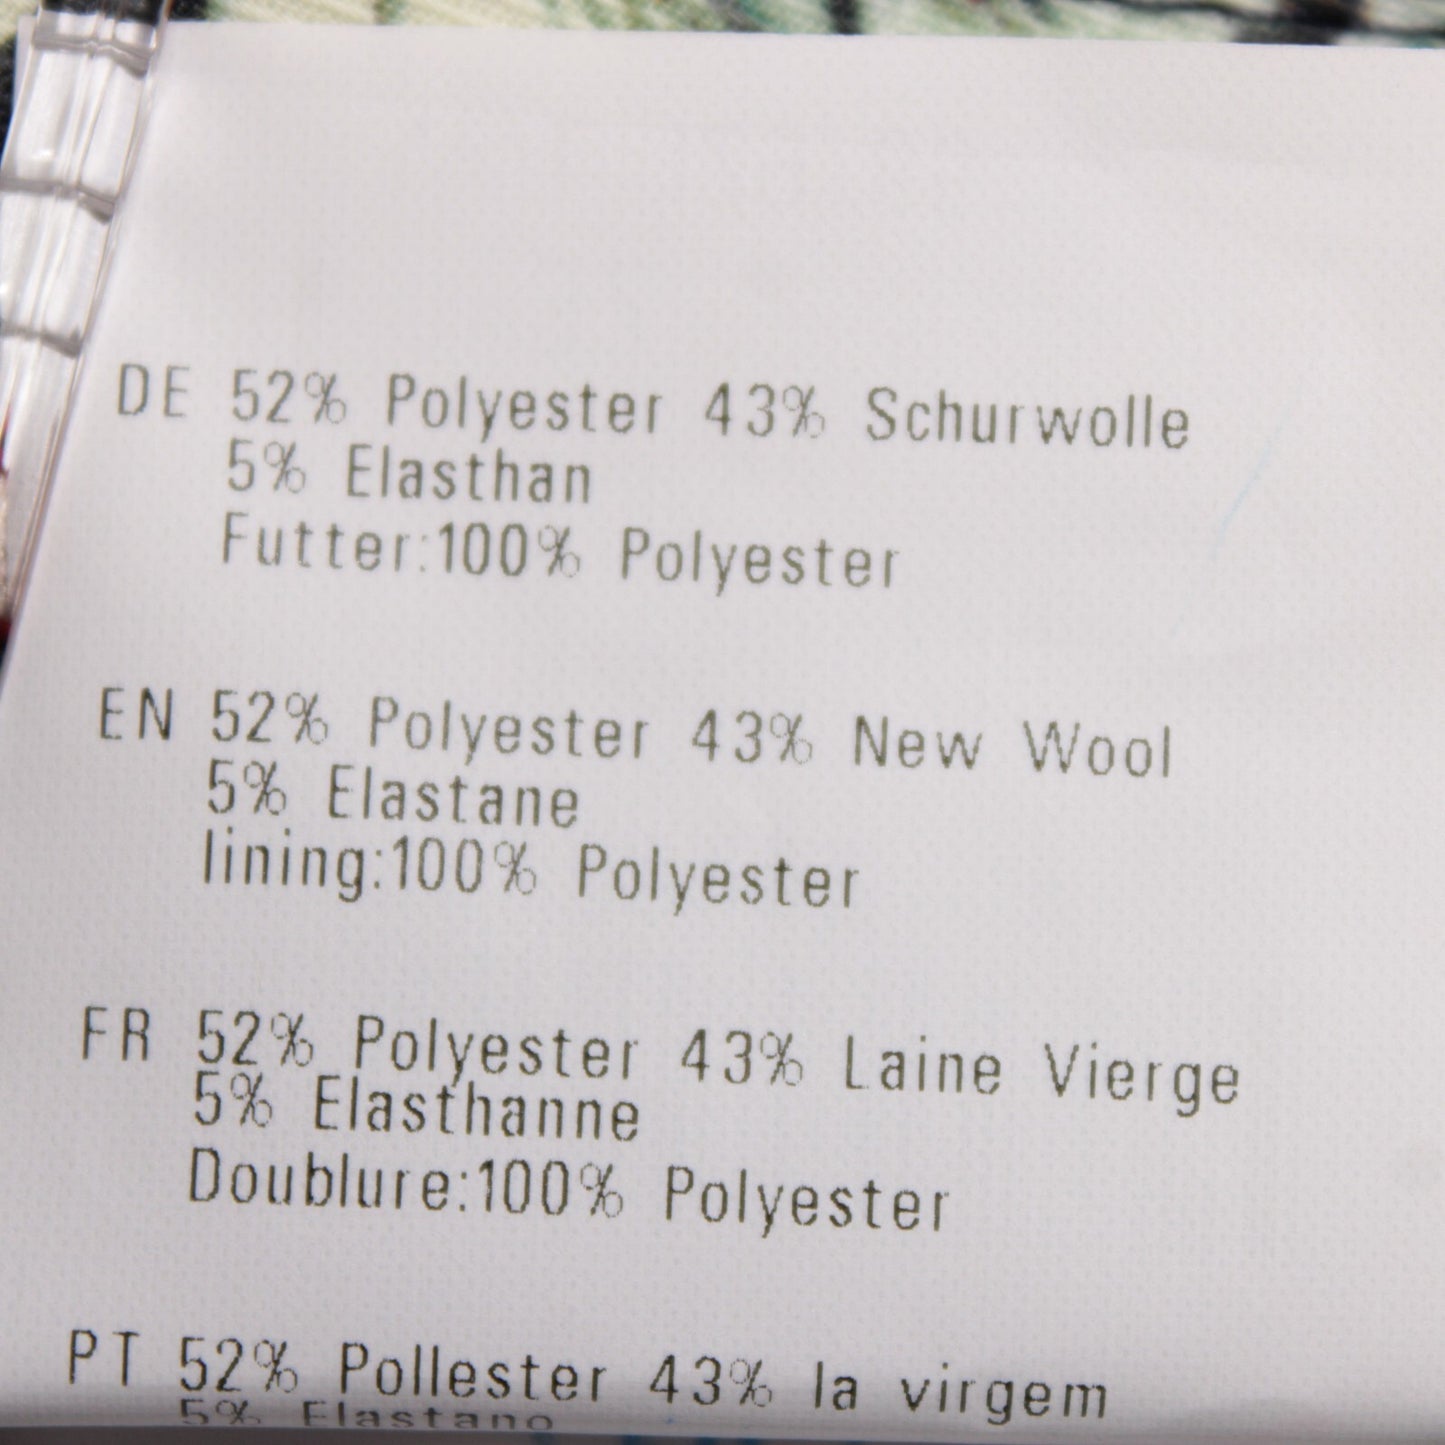 DE 52% Polyester 43% Schurwolle
5% Elasthan
Futter:100% Polyester
EN 52% Polyester 43% New Wool
5% Elastane
lining:100% Polyester
FR 52% Polyester 43% Laine Vierge
5% Elasthanne
Doublure:100% Polyester
PT 52% Pollester 43% la virgem
5% Elastano